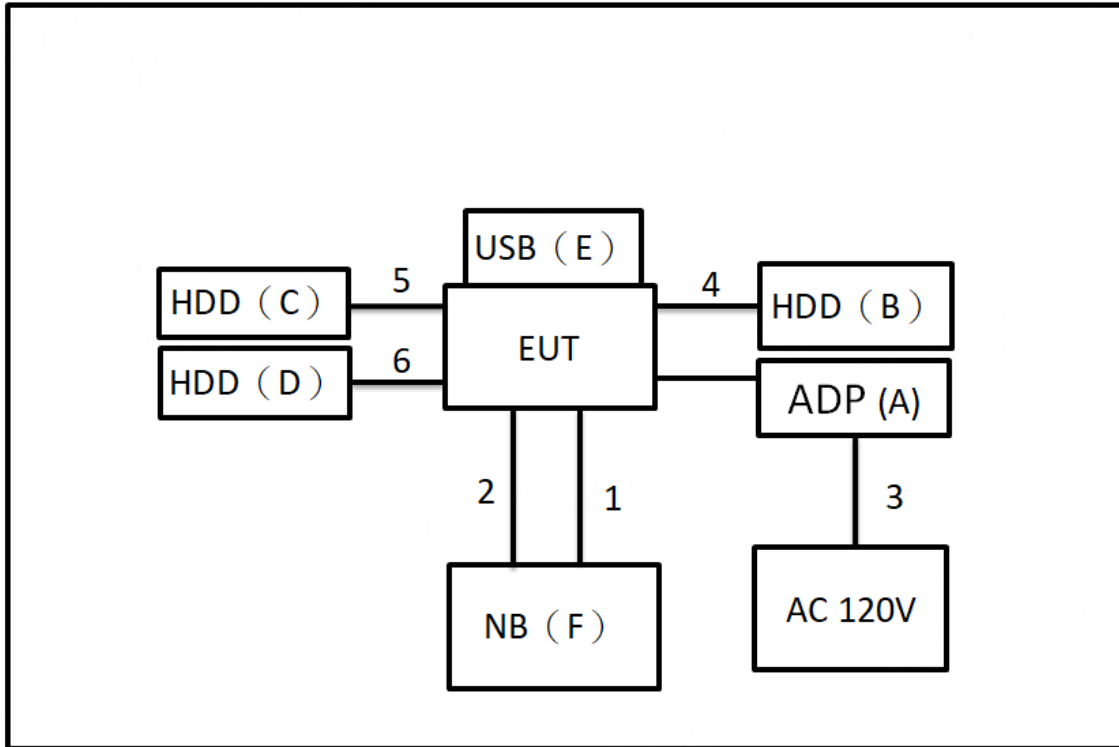 USB（E）
5
4
HDD（C）
HDD（B）
EUT
6
HDD（D）
ADP (A)
2
1
3
NB（F）
AC 120V